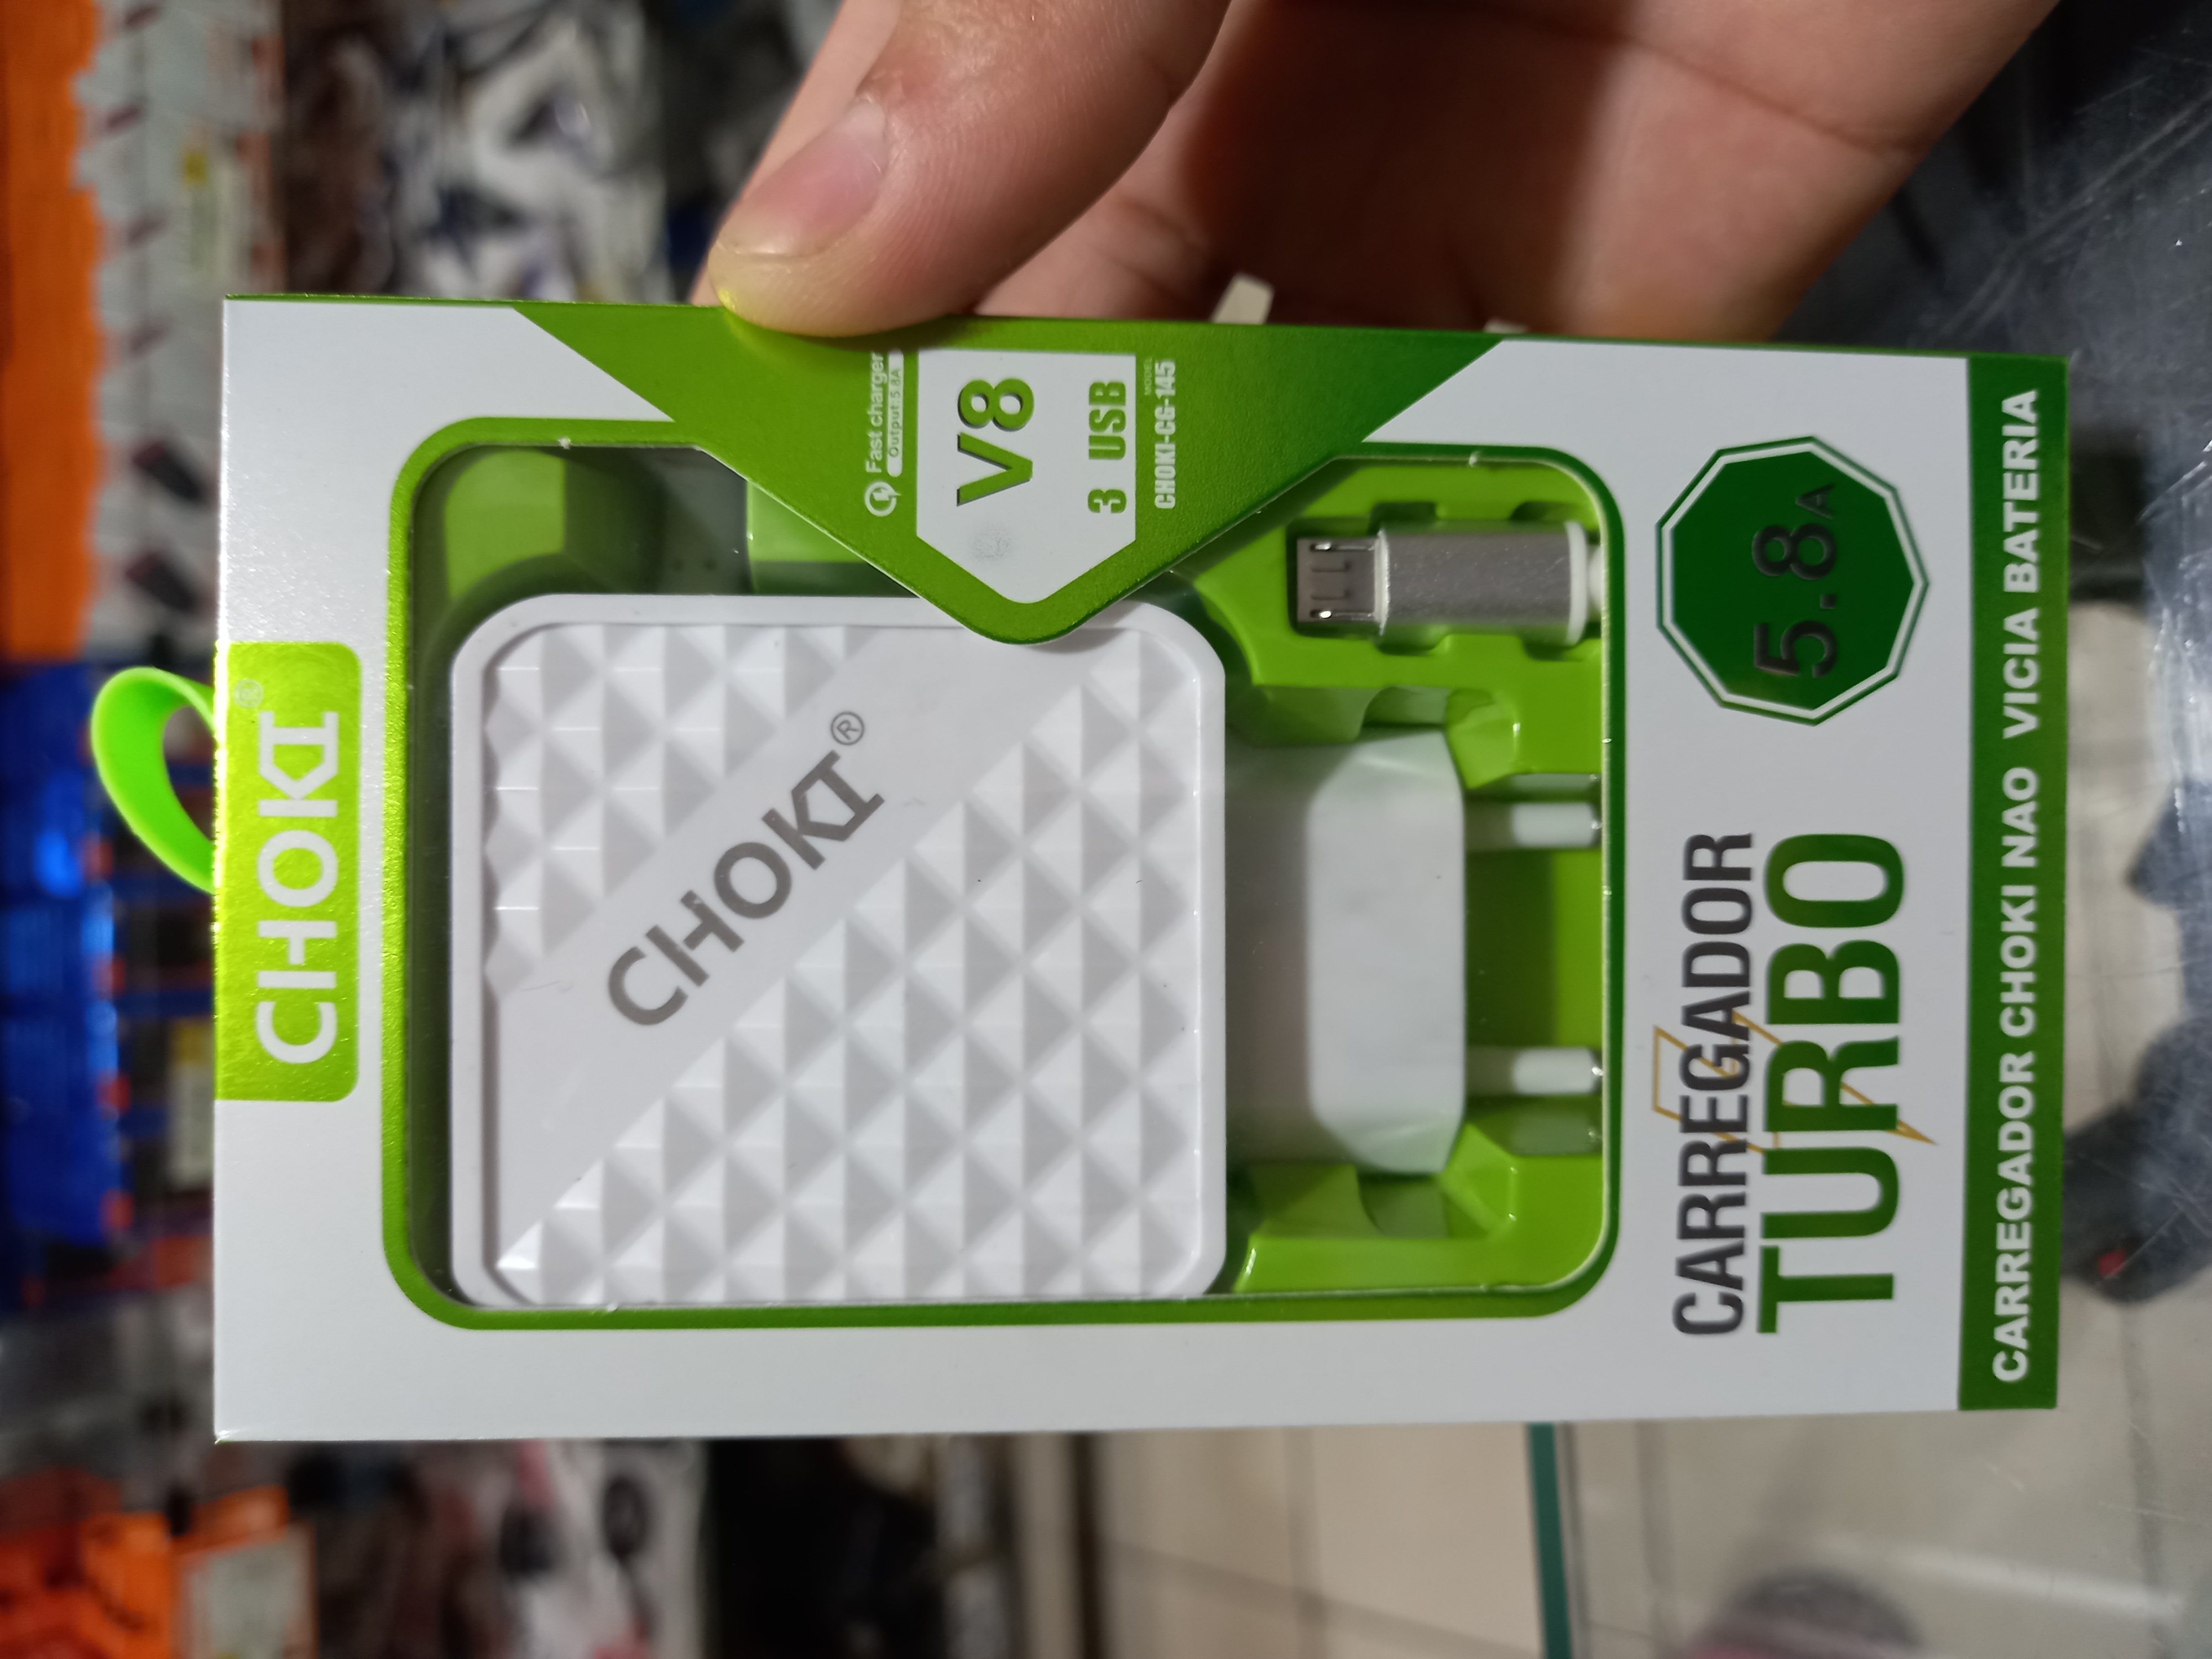 CHOKI®
CHOKI®
Fast charger
Output:5.8A
V8
3 USB
MODEL
CHOKI-CG-145
CARREGADOR
TURBO
5.8A
CARREGADOR CHOKI NAO VICIA BATERIA